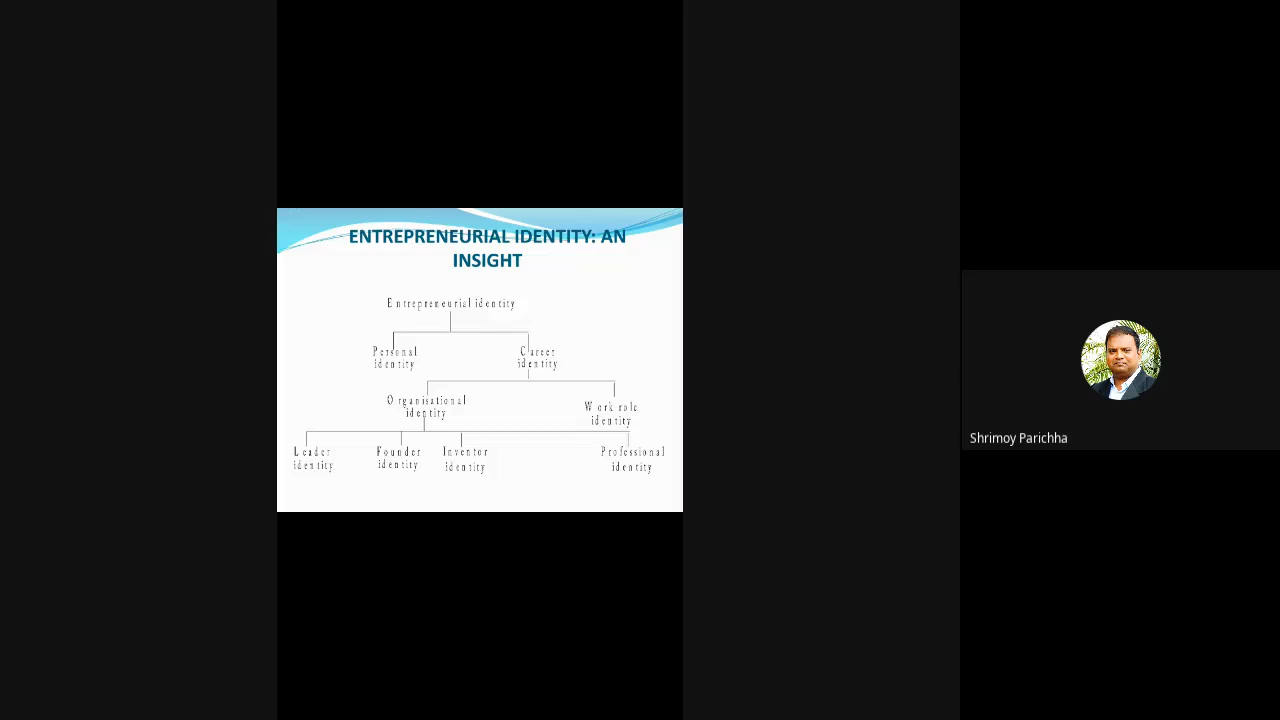 ENTREPRENEURIAL IDENTITY: AN
INSIGHT
Entrepreneurial identity
Personal
identity
Career
identity
Organisational
identity
Work role
identity
Leader
identity
Founder
identity
Inventor
identity
Professional
identity
Shrimoy Parichha